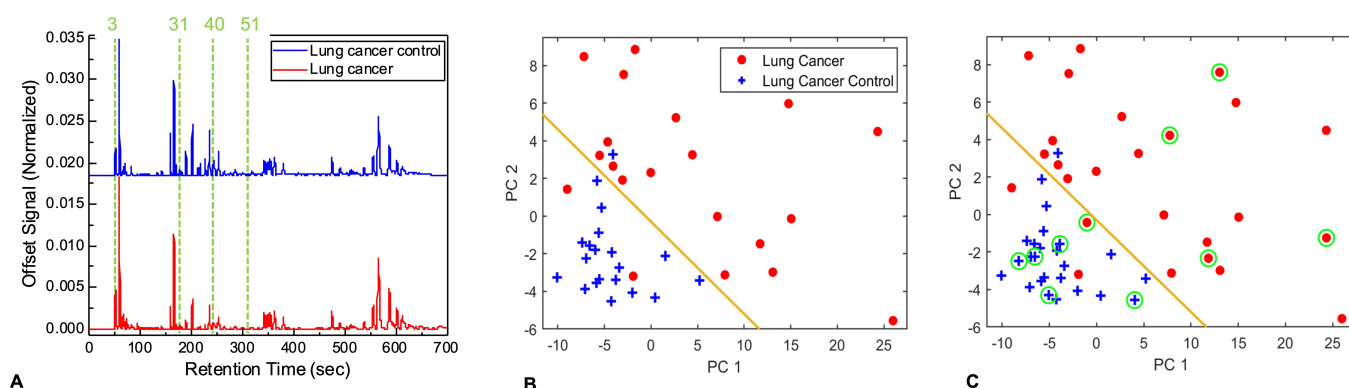 3 31 40 51
Offset Signal (Normalized)
0.035
0.030
0.025
0.020
0.015
0.010
0.005
0.000
Lung cancer control
Lung cancer
0 100 200 300 400 500 600 700
Retention Time (sec)
A
PC 2
8
6
4
2
0
-2
-4
-6
Lung Cancer
Lung Cancer Control
-10 -5 0 5 10 15 20 25
PC 1
B
PC 2
8
6
4
2
0
-2
-4
-6
-10 -5 0 5 10 15 20 25
PC 1
C